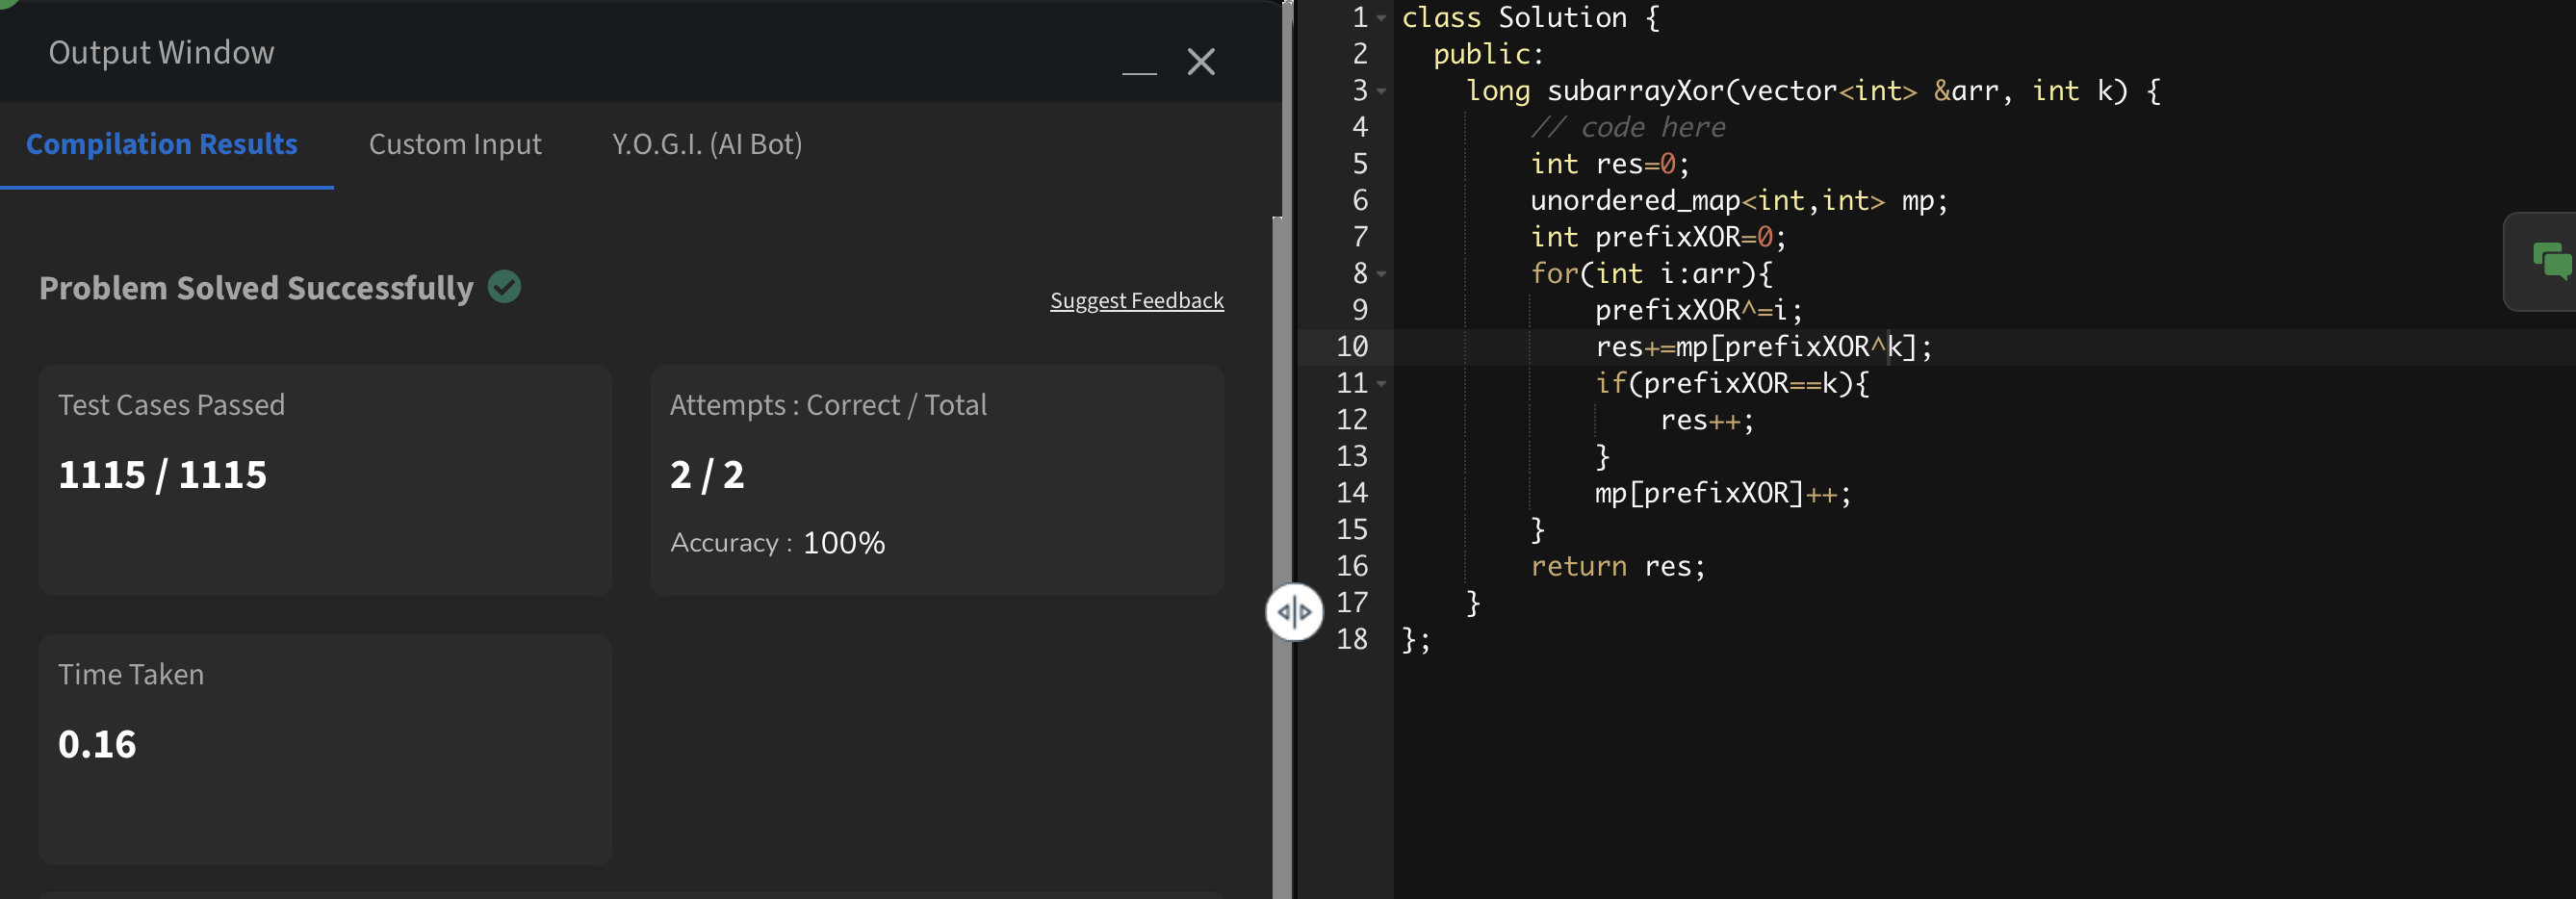 Output Window
Compilation Results Custom Input Y.O.G.I. (AI Bot)
Problem Solved Successfully
Suggest Feedback
Test Cases Passed
1115 / 1115
Attempts : Correct / Total
2 / 2
Accuracy : 100%
Time Taken
0.16
1 class Solution {
2   public:
3     long subarrayXor(vector<int> &arr, int k) {
4         // code here
5         int res=0;
6         unordered_map<int,int> mp;
7         int prefixXOR=0;
8         for(int i:arr){
9             prefixXOR^=i;
10             res+=mp[prefixXOR^k];
11             if(prefixXOR==k){
12                 res++;
13             }
14             mp[prefixXOR]++;
15         }
16         return res;
17     }
18 };